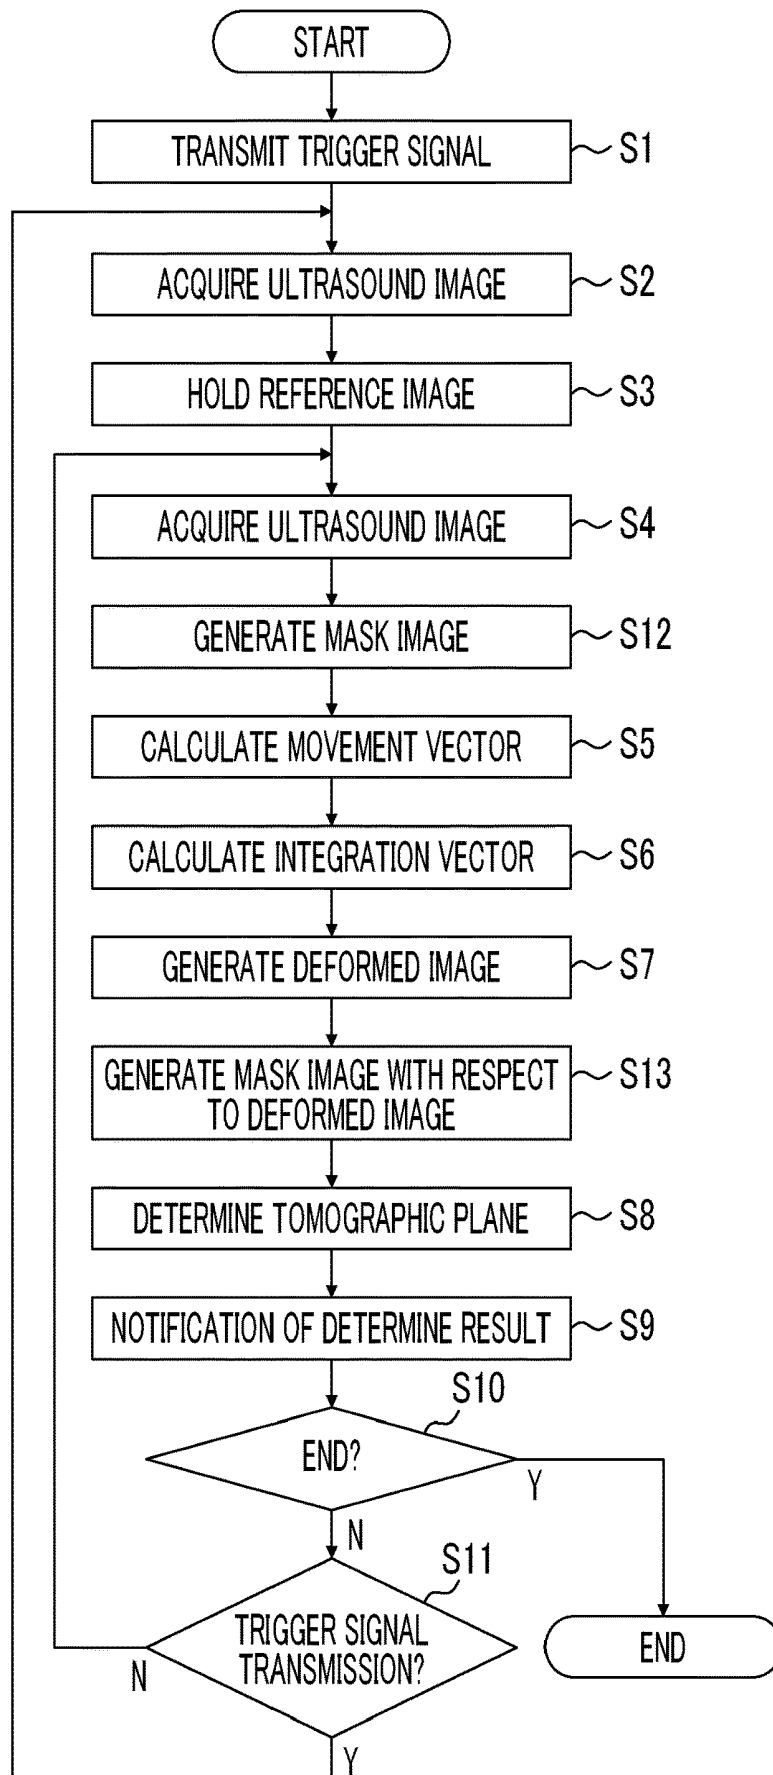 START
TRANSMIT TRIGGER SIGNAL
S1
ACQUIRE ULTRASOUND IMAGE
S2
HOLD REFERENCE IMAGE
S3
ACQUIRE ULTRASOUND IMAGE
S4
GENERATE MASK IMAGE
S12
CALCULATE MOVEMENT VECTOR
S5
CALCULATE INTEGRATION VECTOR
S6
GENERATE DEFORMED IMAGE
S7
GENERATE MASK IMAGE WITH RESPECT
TO DEFORMED IMAGE
S13
DETERMINE TOMOGRAPHIC PLANE
S8
NOTIFICATION OF DETERMINE RESULT
S9
S10
END?
Y
N
S11
TRIGGER SIGNAL
TRANSMISSION?
N
Y
END